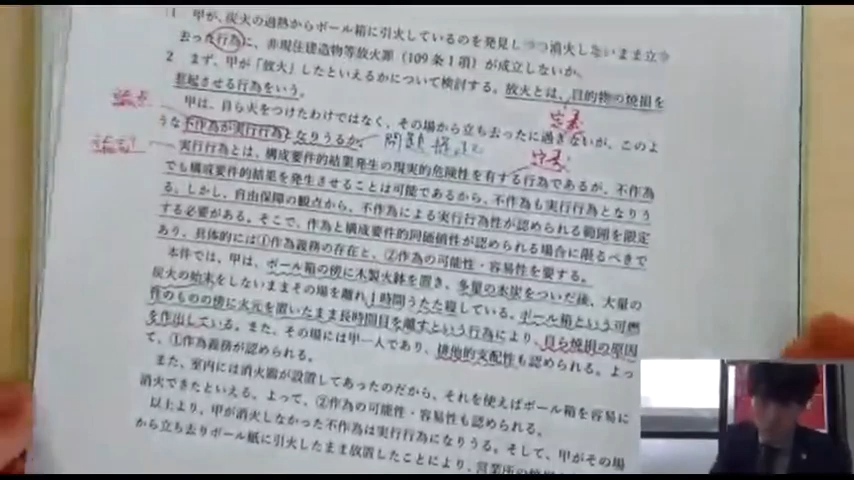 1 甲が、炭火の過熱からボール箱に引火しているのを発見しつつ消火しないまま立ち
去った行為に、非現住建造物等放火罪(109条1項)が成立しないか。
2 まず、甲が「放火」したといえるかについて検討する。放火とは、目的物の焼損を
惹起させる行為をいう。
定義
甲は、自ら火をつけたわけではなく、その場から立ち去ったに過ぎないが、このよ
うな不作為が実行行為となりうるか。
問題提起
定義
実行行為とは、構成要件的結果発生の現実的危険性を有する行為であるが、不作為
でも構成要件的結果を発生させることは可能であるから、不作為も実行行為となりう
る。しかし、自由保障の観点から、不作為による実行行為性が認められる範囲を限定
する必要がある。そこで、作為と構成要件的同価値性が認められる場合に限るべきで
あり、具体的には①作為義務の存在と、②作為の可能性・容易性を要する。
本件では、甲は、ボール箱の傍に木製火鉢を置き、多量の木炭をついだ後、大量の
炭火の始末をしないままその場を離れ1時間うたた寝している。ボール箱という可燃
性のものの傍に火元を置いたまま長時間目を離すという行為により、自ら焼損の原因
を作出している。また、その場には甲一人であり、排他的支配性も認められる。よっ
て、①作為義務が認められる。
また、室内には消火器が設置してあったのだから、それを使えばボール箱を容易に
消火できたといえる。よって、②作為の可能性・容易性も認められる。
以上より、甲が消火しなかった不作為は実行行為になりうる。そして、甲がその場
から立ち去りボール紙に引火したまま放置したことにより、営業所の